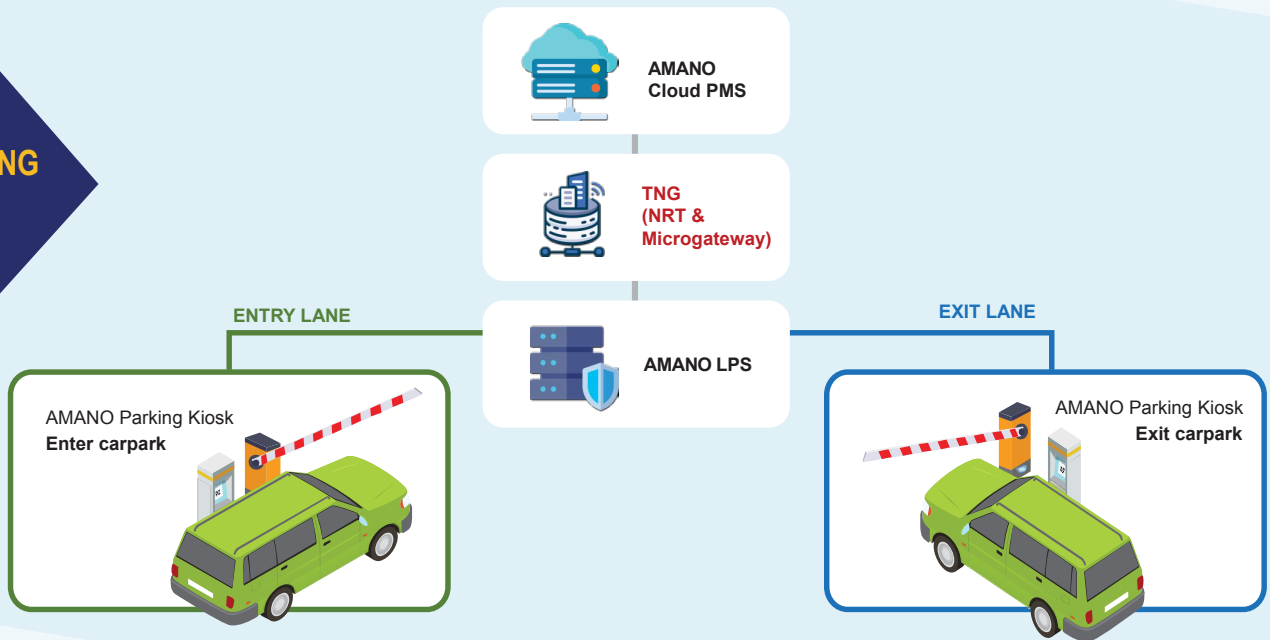 AMANO
Cloud PMS
NG
TNG
(NRT &
Microgateway)
ENTRY LANE
EXIT LANE
AMANO LPS
AMANO Parking Kiosk
Enter carpark
AMANO Parking Kiosk
Exit carpark